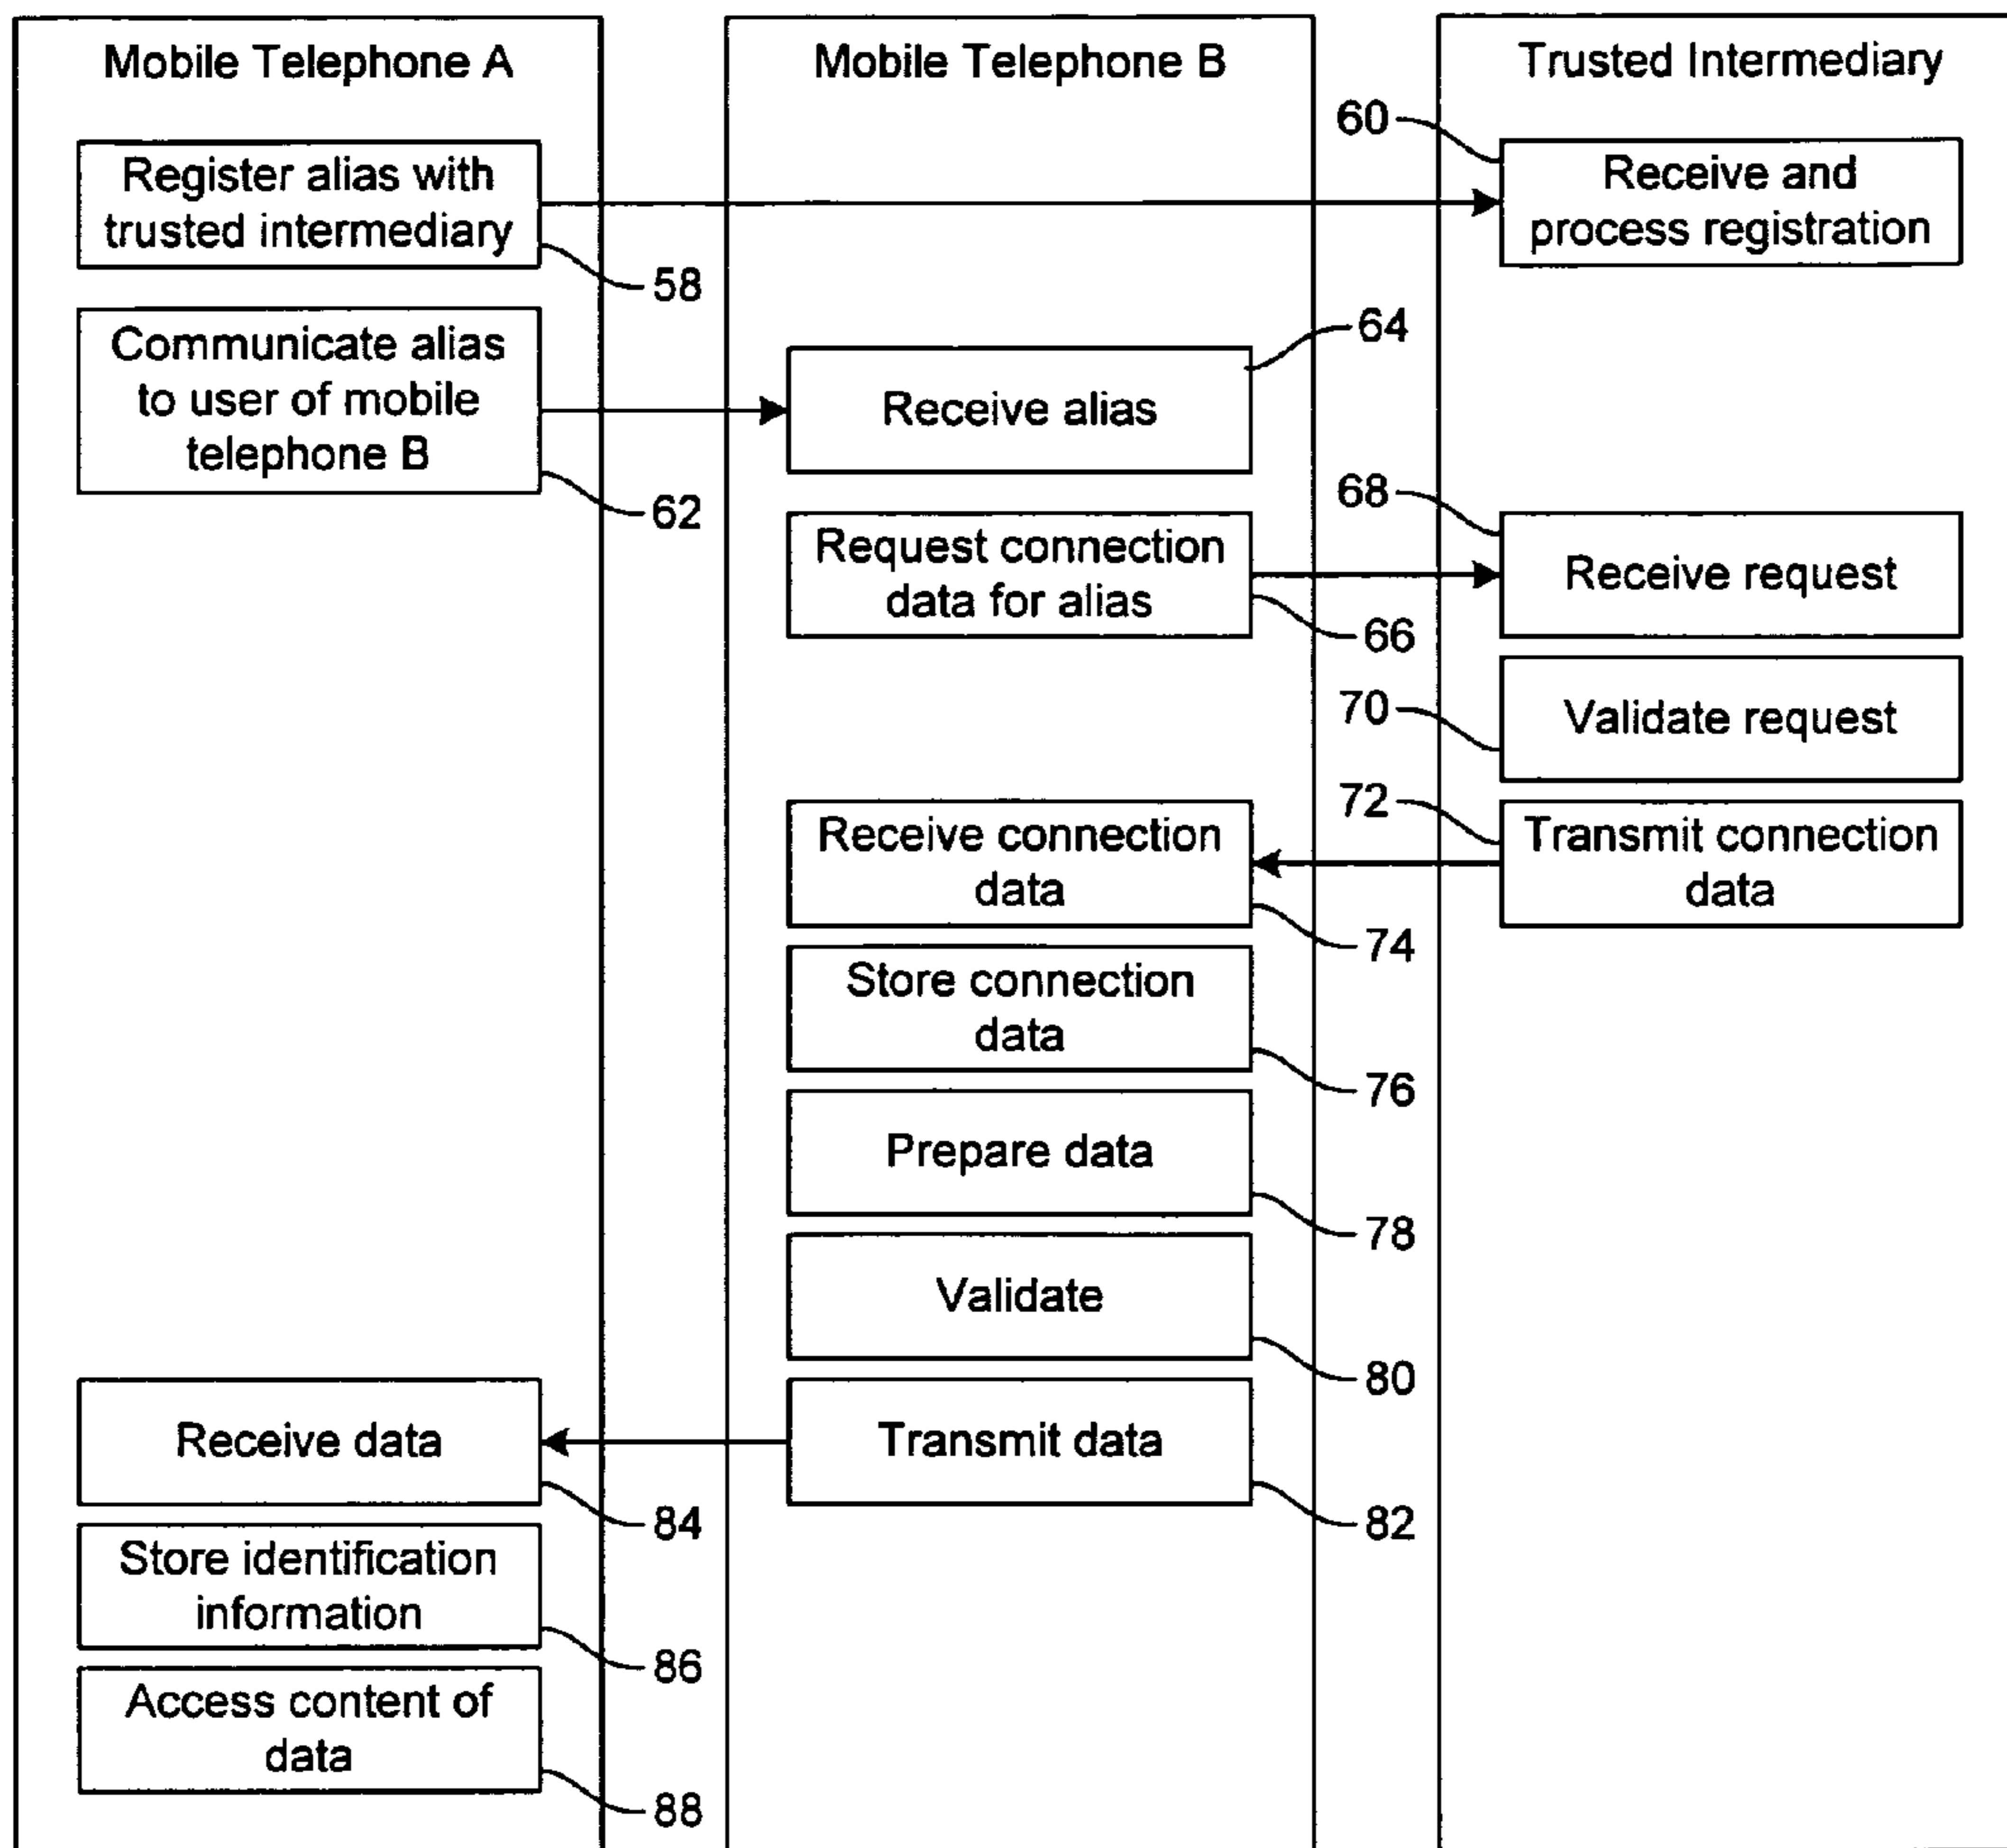 Mobile Telephone A
Mobile Telephone B
Trusted Intermediary
60
Register alias with
trusted intermediary
58
Receive and
process registration
Communicate alias
to user of mobile
telephone B
62
64
Receive alias
68
Request connection
data for alias
66
Receive request
70
Validate request
72
Receive connection
data
74
Transmit connection
data
Store connection
data
76
Prepare data
78
Validate
80
Receive data
84
Transmit data
82
Store identification
information
86
Access content of
data
88